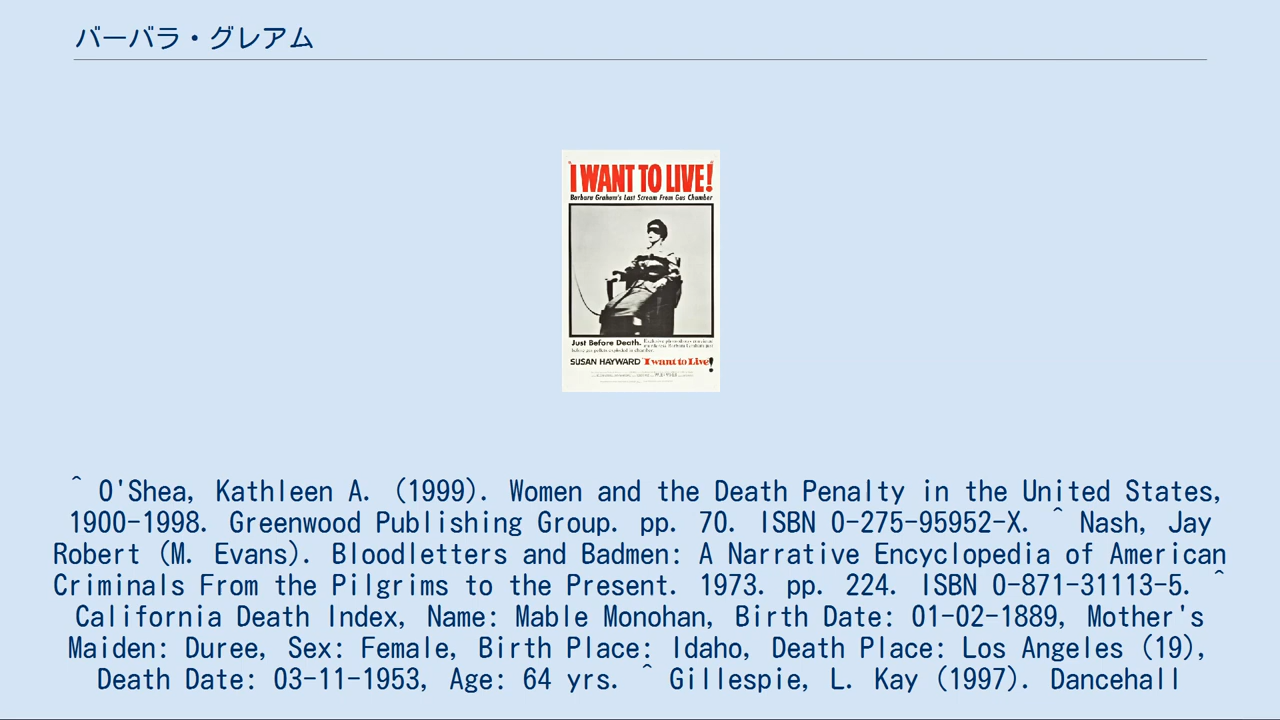 バーバラ・グレアム
I WANT TO LIVE!
Barbara Graham's Last Scream From Gas Chamber
Just Before Death.
SUSAN HAYWARD "I want to Live!
^ O'Shea, Kathleen A. (1999). Women and the Death Penalty in the United States,
1900-1998. Greenwood Publishing Group. pp. 70. ISBN 0-275-95952-X. ^ Nash, Jay
Robert (M. Evans). Bloodletters and Badmen: A Narrative Encyclopedia of American
Criminals From the Pilgrims to the Present. 1973. pp. 224. ISBN 0-871-31113-5. ^
California Death Index, Name: Mable Monohan, Birth Date: 01-02-1889, Mother's
Maiden: Duree, Sex: Female, Birth Place: Idaho, Death Place: Los Angeles (19),
Death Date: 03-11-1953, Age: 64 yrs. ^ Gillespie, L. Kay (1997). Dancehall